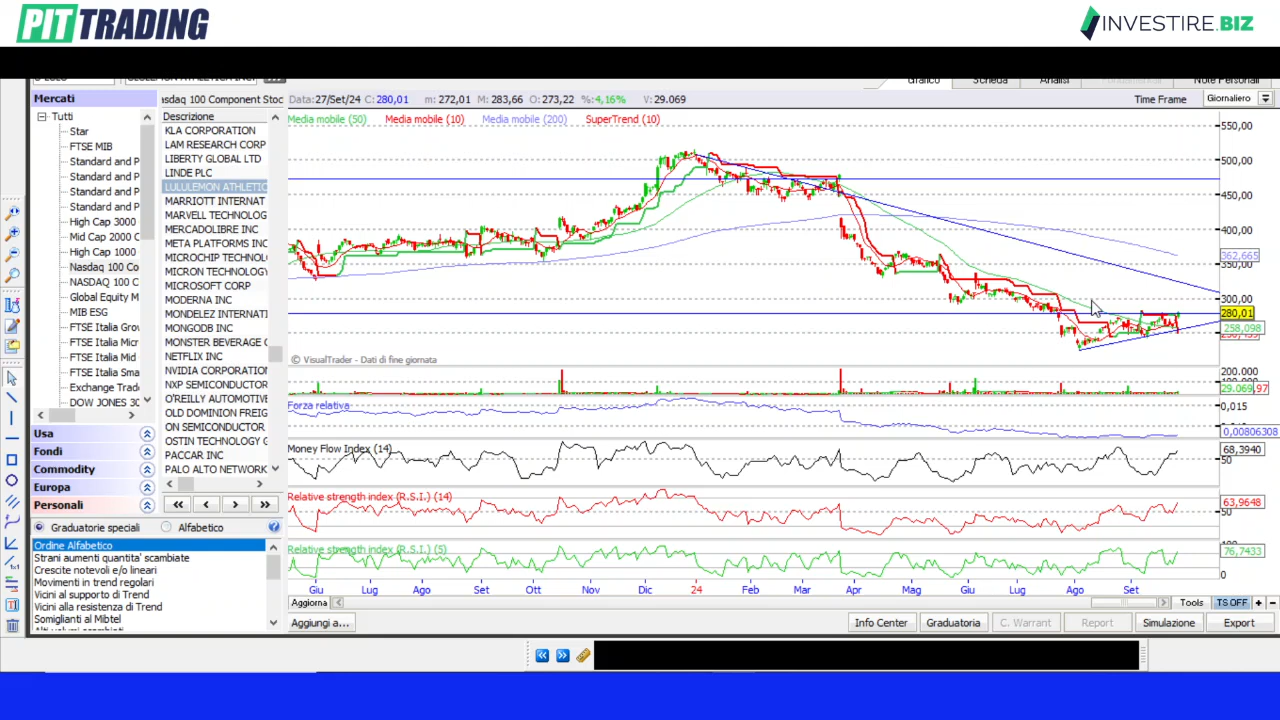 PITTRADING
INVESTIRE.BIZ
Grafico
Scheda
Analisi
Note Personali
Mercati
asdaq 100 Component Stoc
Data:27/Set/24 C: 280,01 m: 272,01 M: 283,66 O: 273,22 %:4,16% V: 29.069
Time Frame
Giornaliero
Tutti
Star
FTSE MIB
Standard and P
Standard and P
Standard and P
Standard and P
High Cap 3000
Mid Cap 2000 C
High Cap 1000
Nasdaq 100 Co
NASDAQ 100 C
Global Equity M
MIB ESG
FTSE Italia Grou
FTSE Italia Micr
FTSE Italia Mid
FTSE Italia Sma
Exchange Trade
DOW JONES 30
Descrizione
KLA CORPORATION
LAM RESEARCH CORP
LIBERTY GLOBAL LTD
LINDE PLC
LULULEMON ATHLETIC
MARRIOTT INTERNAT
MARVELL TECHNOLOG
META PLATFORMS INC
MICROCHIP TECHNOL
MICRON TECHNOLOGY
MICROSOFT CORP
MODERNA INC
MONDELEZ INTERNATI
MONGODB INC
MONSTER BEVERAGE C
NETFLIX INC
NVIDIA CORPORATION
NXP SEMICONDUCTOR
O'REILLY AUTOMOTIVE
OLD DOMINION FREIG
ON SEMICONDUCTOR
OSTIN TECHNOLOGY G
PACCAR INC
PALO ALTO NETWORK
Usa
Fondi
Commodity
Europa
Personali
Graduatorie speciali
Alfabetico
Ordine Alfabetico
Strani aumenti quantita' scambiate
Crescite notevoli e/o lineari
Movimenti in trend regolari
Vicini al supporto di Trend
Vicini alla resistenza di Trend
Somiglianti al Mibtel
Media mobile (50)
Media mobile (10)
Media mobile (200)
SuperTrend (10)
550,00
500,00
450,00
400,00
362,665
350,00
300,00
280,01
258,098
© VisualTrader - Dati di fine giornata
200.000
29.069,97
Forza relativa
0,015
0,00806308
Money Flow Index (14)
68,3940
50
Relative strength index (R.S.I.) (14)
63,9648
50
Relative strength index (R.S.I.) (5)
100
76,7433
0
Giu Lug Ago Set Ott Nov Dic 24 Feb Mar Apr Mag Giu Lug Ago Set
Aggiorna
Tools
TS OFF
Aggiungi a...
Info Center
Graduatoria
C. Warrant
Report
Simulazione
Export